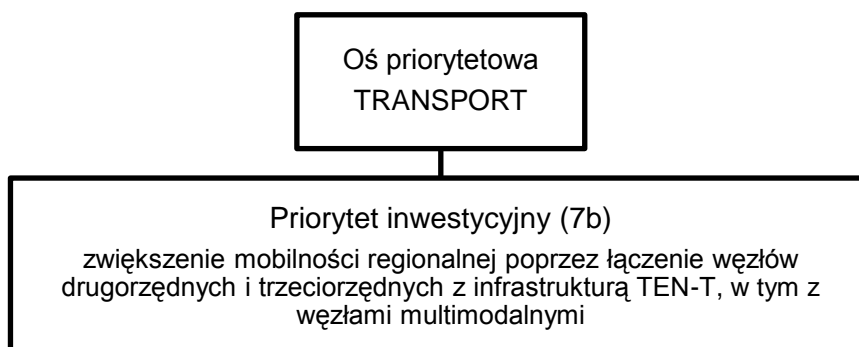 Oś priorytetowa
TRANSPORT
Priorytet inwestycyjny (7b)
zwiększenie mobilności regionalnej poprzez łączenie węzłów
drugorzędnych i trzeciorzędnych z infrastrukturą TEN-T, w tym z
węzłami multimodalnymi